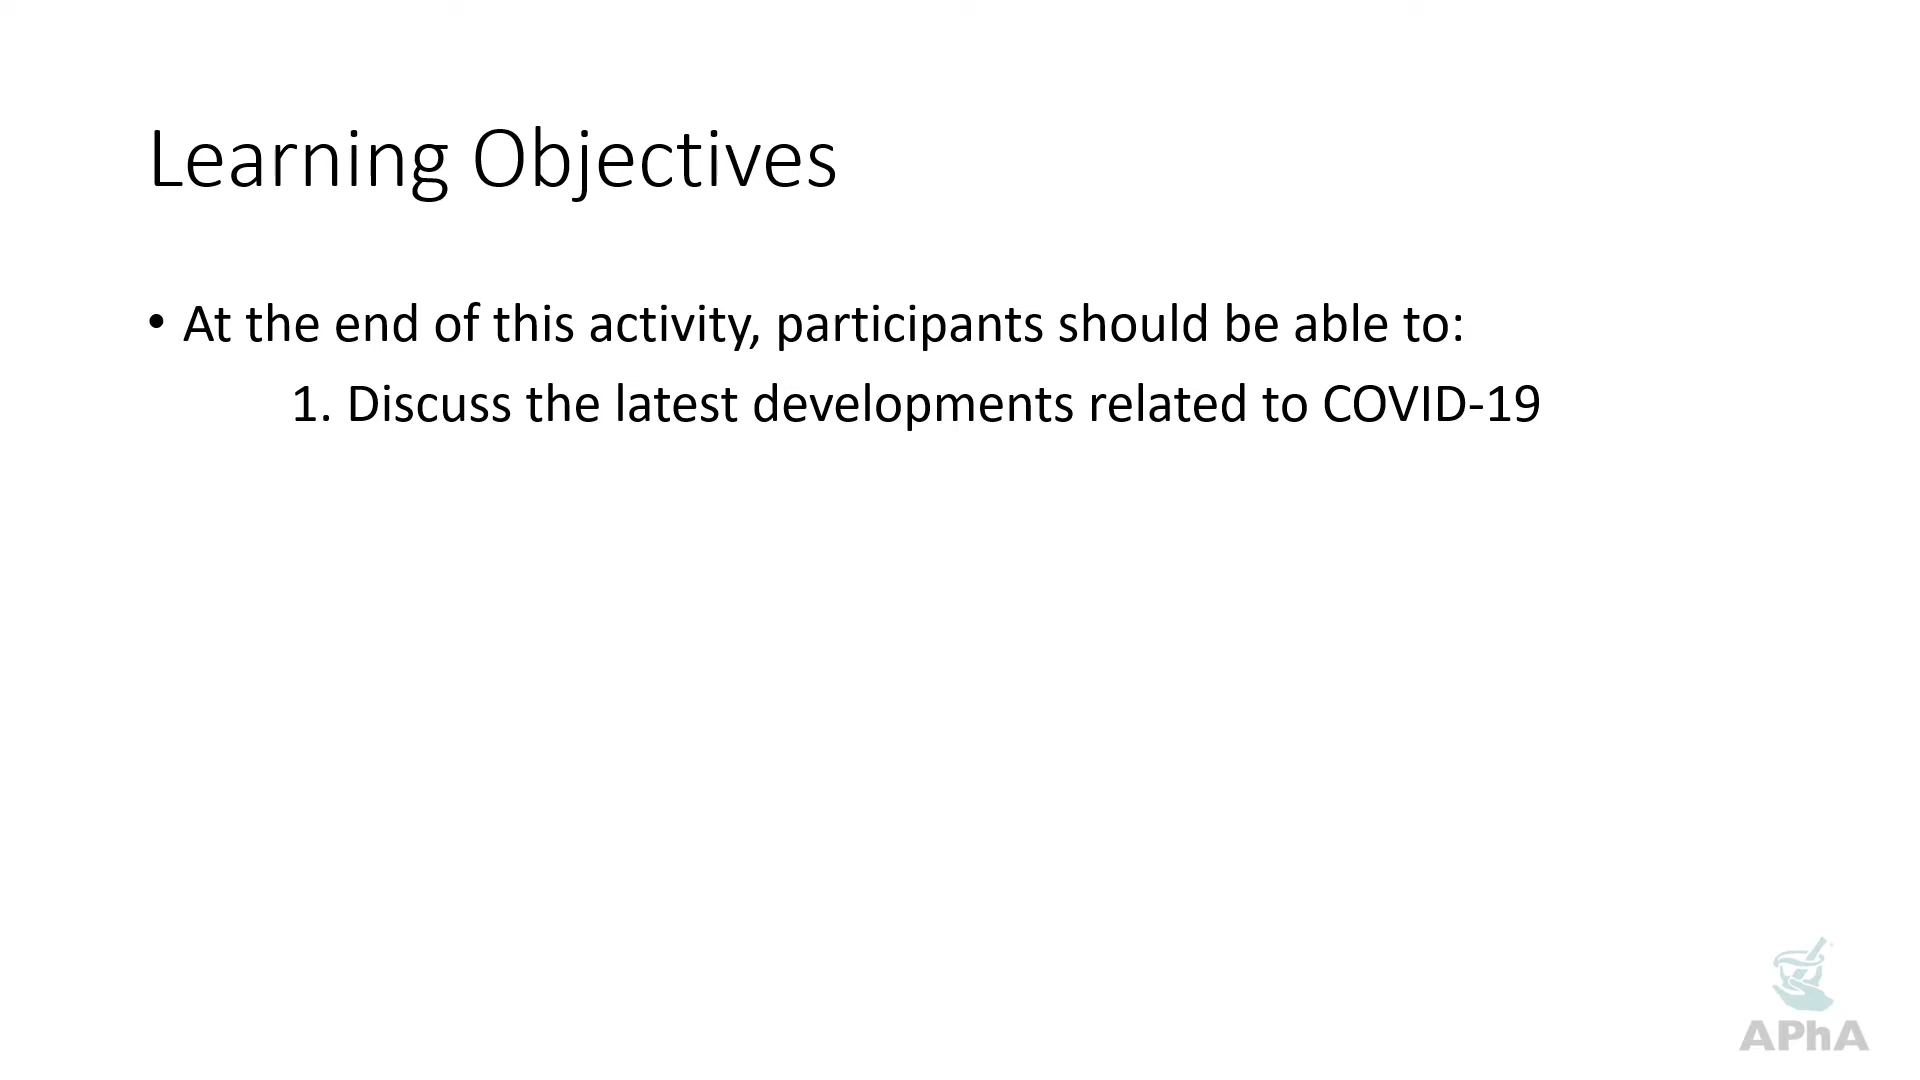 Learning Objectives
• At the end of this activity, participants should be able to:
1. Discuss the latest developments related to COVID-19
APhA